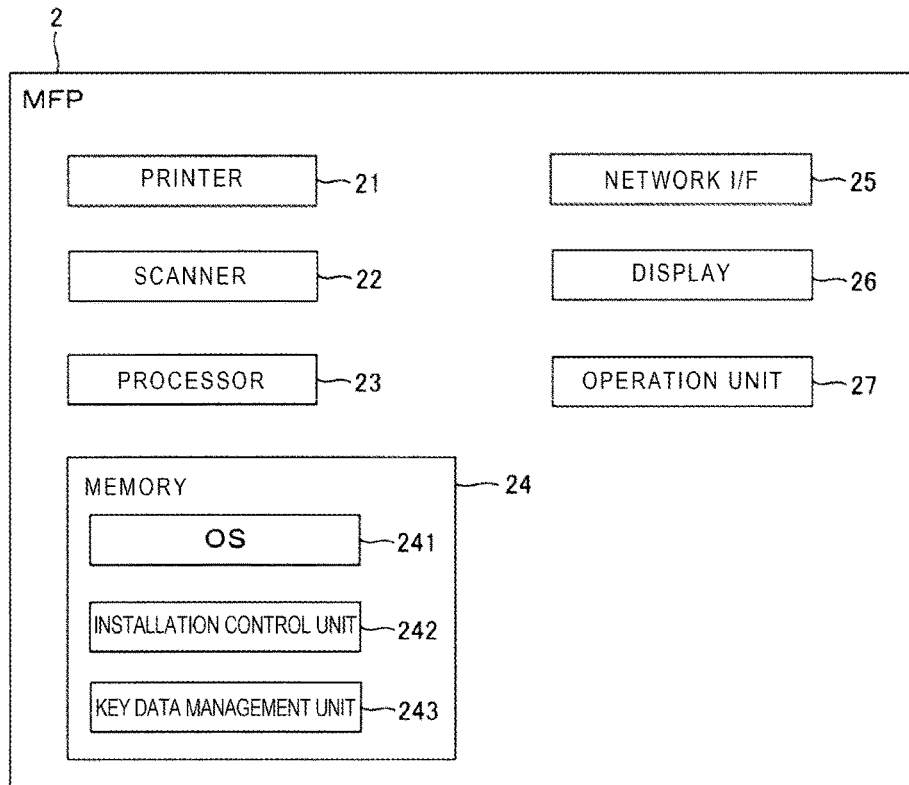 2
MFP
PRINTER 21
NETWORK I/F 25
SCANNER 22
DISPLAY 26
PROCESSOR 23
OPERATION UNIT 27
MEMORY 24
OS 241
INSTALLATION CONTROL UNIT 242
KEY DATA MANAGEMENT UNIT 243